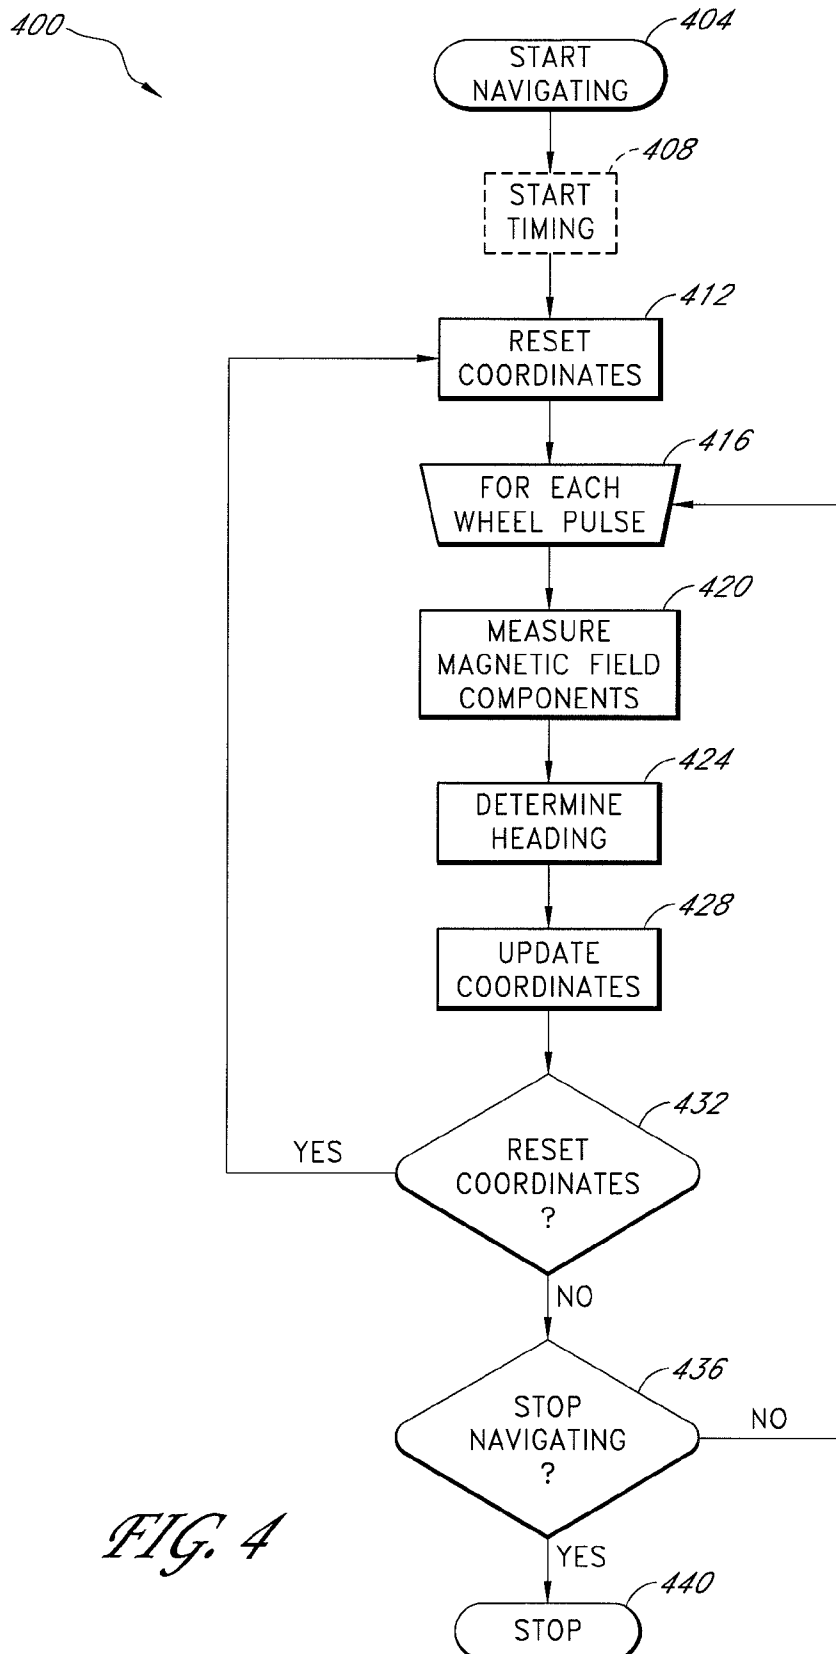 400
404
START
NAVIGATING
408
START
TIMING
412
RESET
COORDINATES
416
FOR EACH
WHEEL PULSE
420
MEASURE
MAGNETIC FIELD
COMPONENTS
424
DETERMINE
HEADING
428
UPDATE
COORDINATES
432
YES
RESET
COORDINATES
?
NO
436
STOP
NAVIGATING
?
NO
YES
FIG. 4
440
STOP